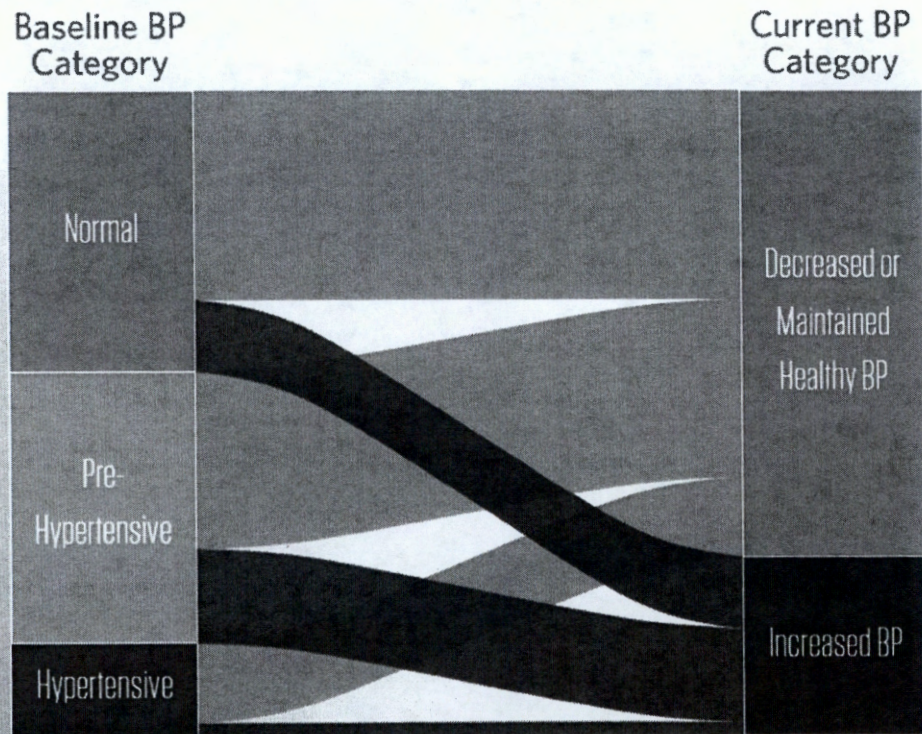 Baseline BP
Category
Current BP
Category
Normal
Pre-
Hypertensive
Hypertensive
Decreased or
Maintained
Healthy BP
Increased BP